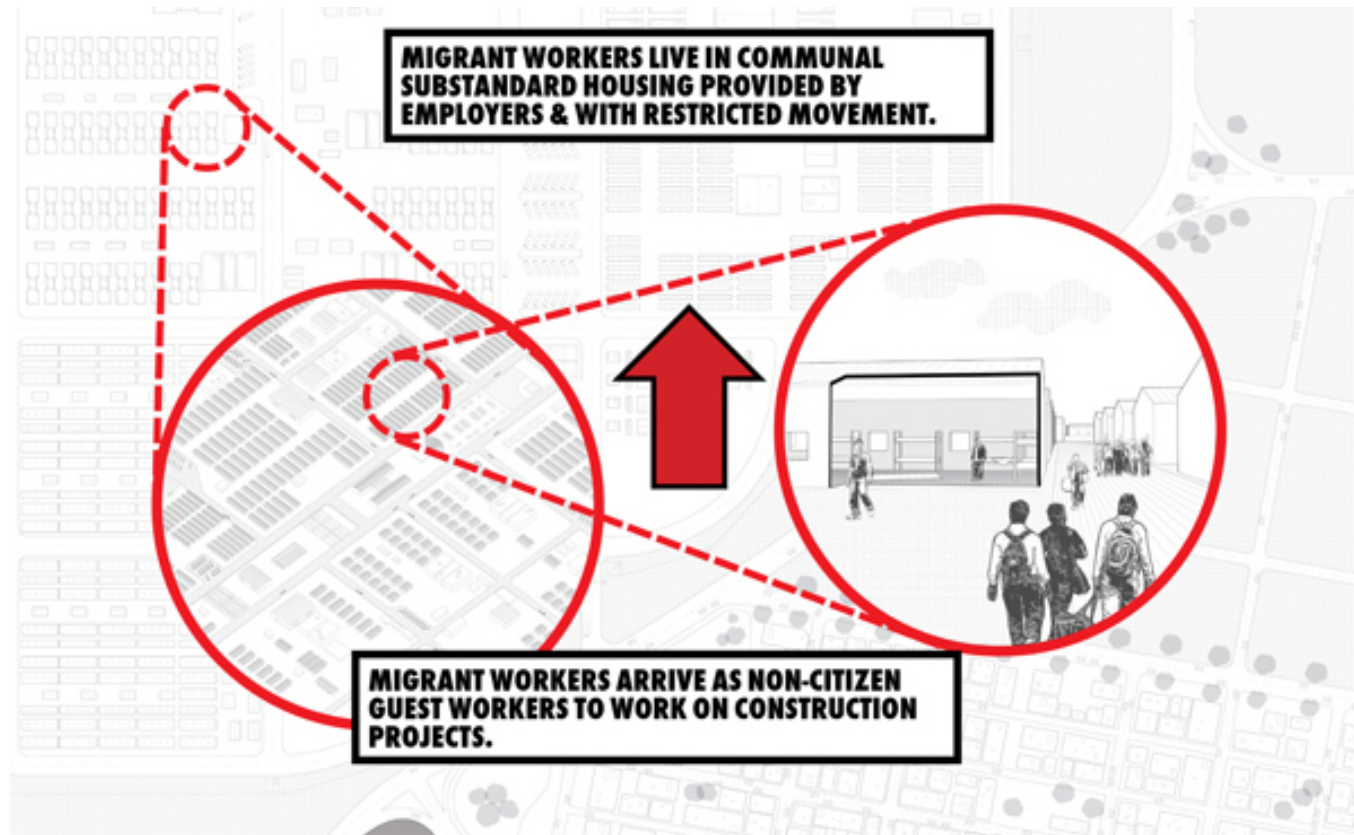 MIGRANT WORKERS LIVE IN COMMUNAL
SUBSTANDARD HOUSING PROVIDED BY
EMPLOYERS & WITH RESTRICTED MOVEMENT.
MIGRANT WORKERS ARRIVE AS NON-CITIZEN
GUEST WORKERS TO WORK ON CONSTRUCTION
PROJECTS.